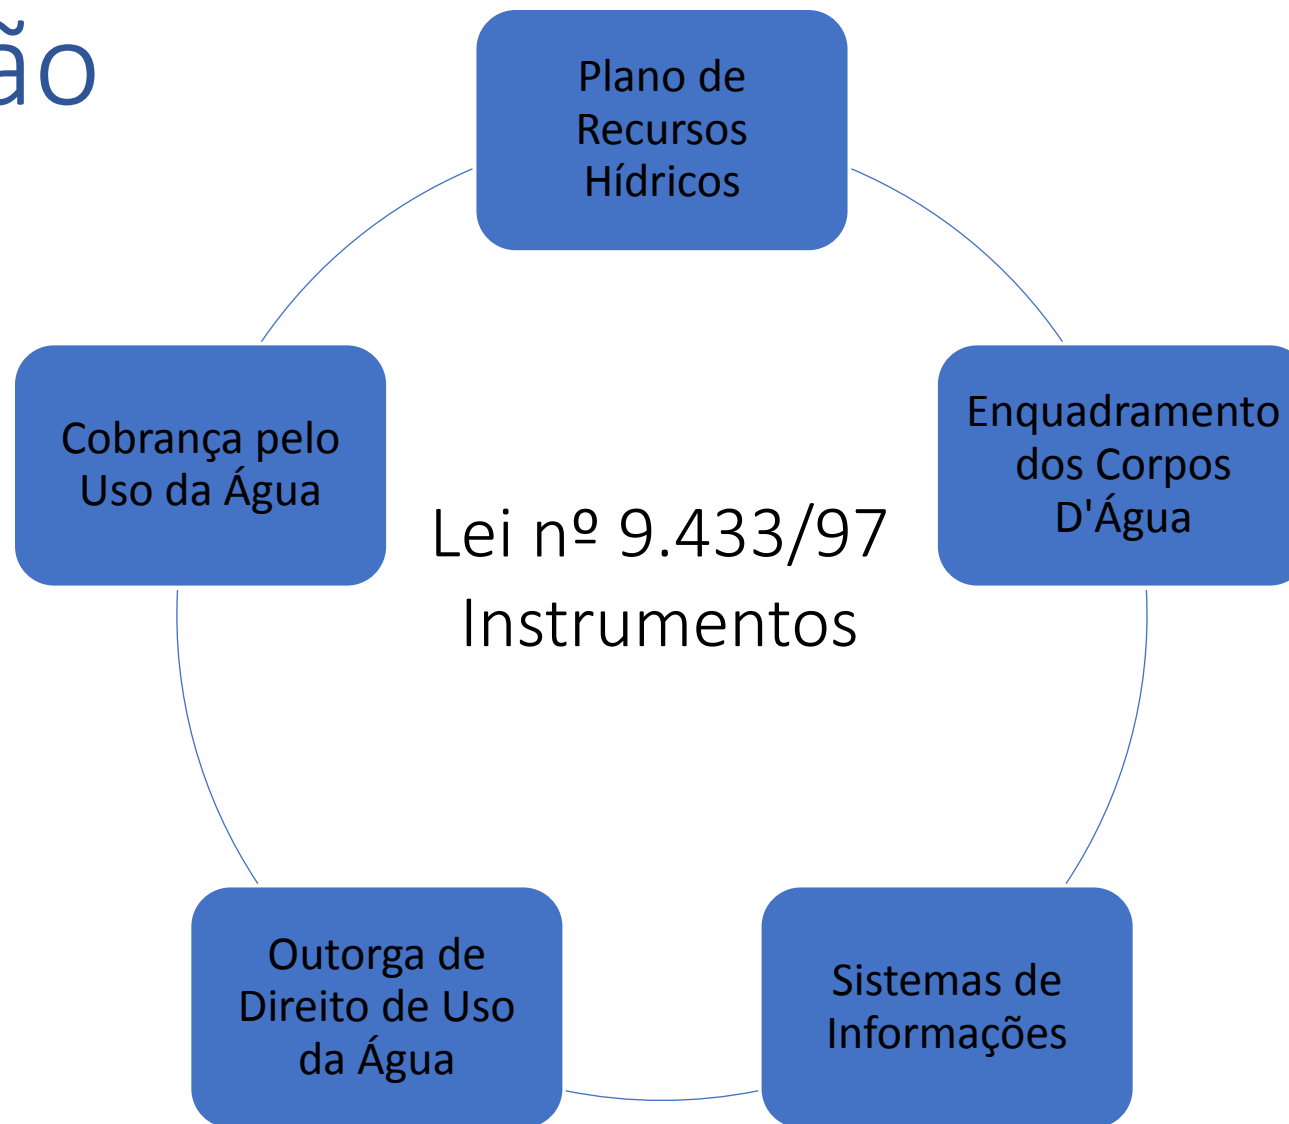 ão
Plano de
Recursos
Hídricos
Enquadramento
dos Corpos
D'Água
Cobrança pelo
Uso da Água
Lei nº 9.433/97
Instrumentos
Outorga de
Direito de Uso
da Água
Sistemas de
Informações